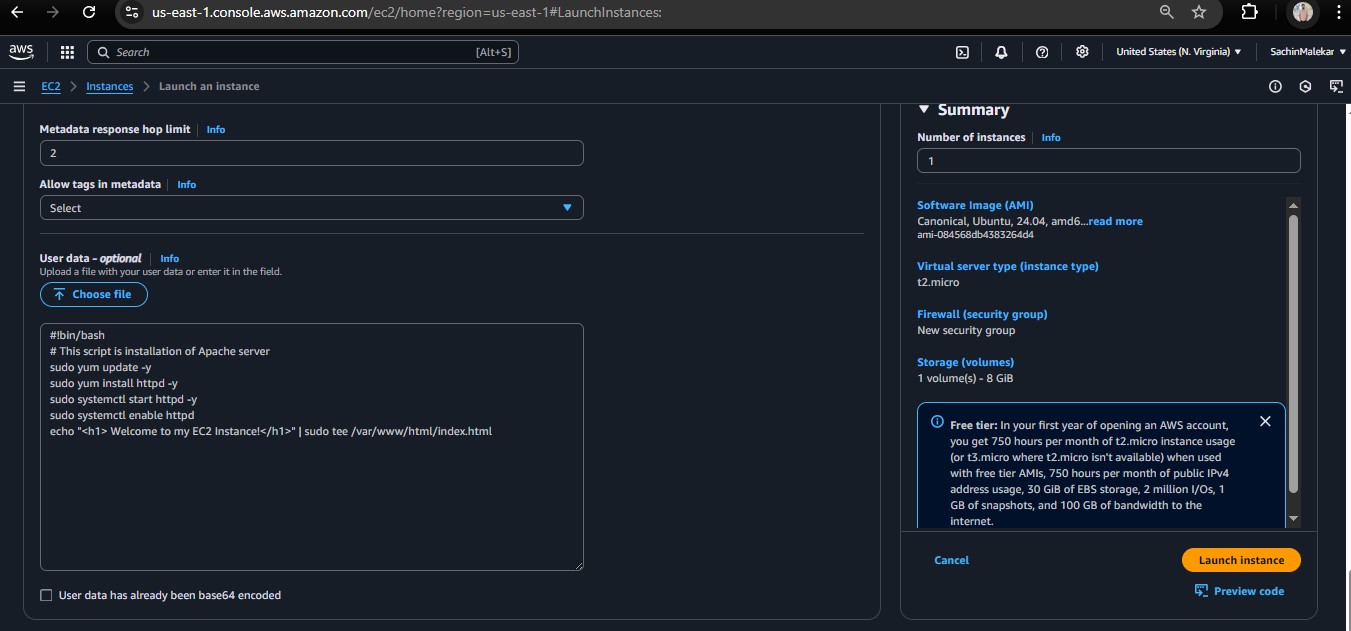 us-east-1.console.aws.amazon.com/ec2/home?region=us-east-1#LaunchInstances:
aws
Search
[Alt+S]
United States (N. Virginia)
SachinMalekar
EC2
Instances
Launch an instance
Metadata response hop limit
Info
2
Allow tags in metadata
Info
Select
User data - optional
Info
Upload a file with your user data or enter it in the field.
Choose file
#!bin/bash
# This script is installation of Apache server
sudo yum update -y
sudo yum install httpd -y
sudo systemctl start httpd -y
sudo systemctl enable httpd
echo "<h1> Welcome to my EC2 Instance!</h1>" | sudo tee /var/www/html/index.html
User data has already been base64 encoded
Summary
Number of instances
Info
1
Software Image (AMI)
Canonical, Ubuntu, 24.04, amd6...read more
ami-084568db4383264d4
Virtual server type (instance type)
t2.micro
Firewall (security group)
New security group
Storage (volumes)
1 volume(s) - 8 GiB
Free tier: In your first year of opening an AWS account,
you get 750 hours per month of t2.micro instance usage
(or t3.micro where t2.micro isn't available) when used
with free tier AMIs, 750 hours per month of public IPv4
address usage, 30 GiB of EBS storage, 2 million I/Os, 1
GB of snapshots, and 100 GB of bandwidth to the
internet.
Cancel
Launch instance
Preview code